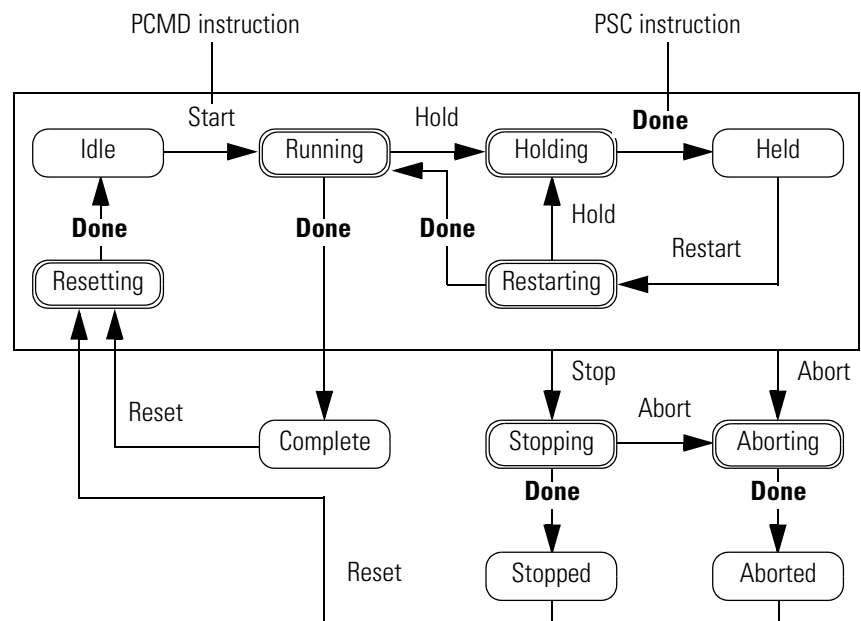 PCMD instruction
PSC instruction
Start
Hold
Done
Idle
Running
Holding
Held
Done
Done
Done
Hold
Restart
Resetting
Restarting
Stop
Abort
Reset
Abort
Complete
Stopping
Aborting
Done
Done
Reset
Stopped
Aborted